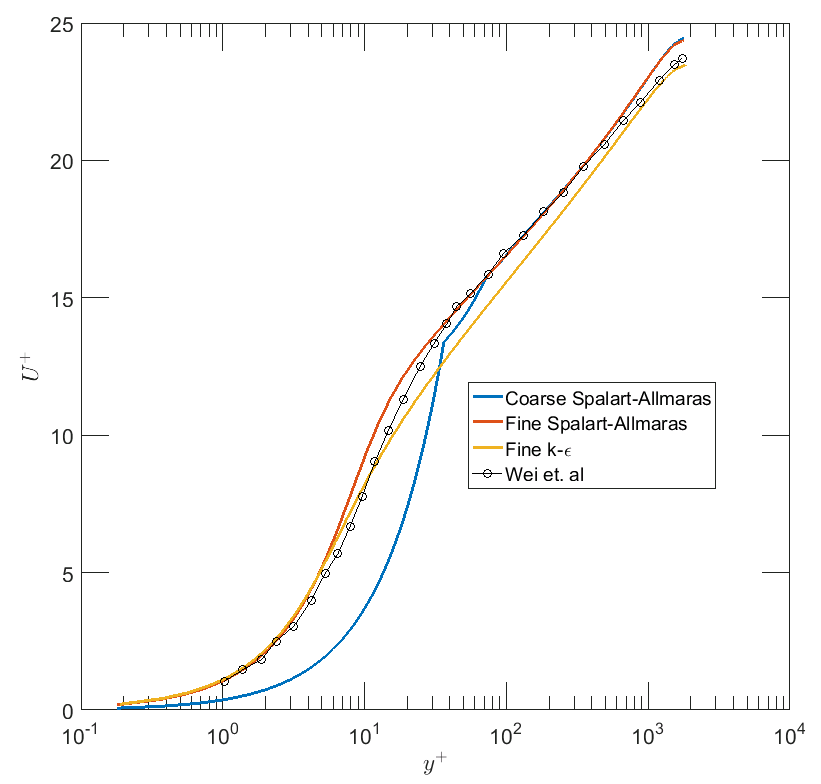 25
20
15
10
5
0
U⁺
10⁻¹
10⁰
10¹
10²
10³
10⁴
y⁺
Coarse Spalart-Allmaras
Fine Spalart-Allmaras
Fine k-ϵ
Wei et. al